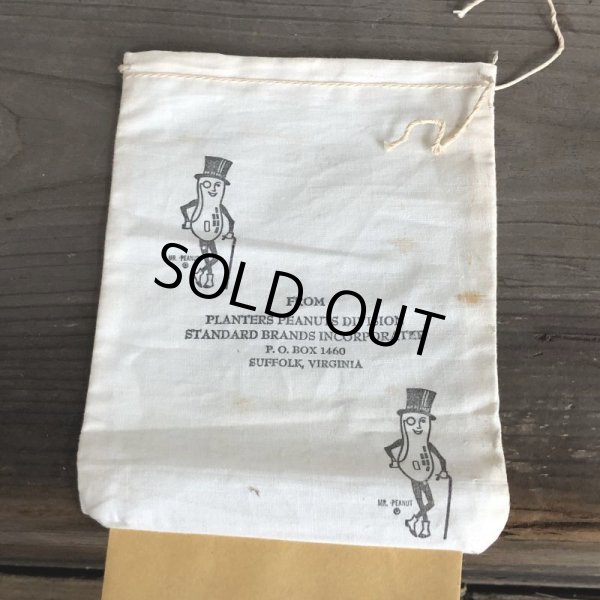 MR. PEANUT
®
SOLD OUT
FROM
PLANTERS PEANUTS DIVISION
STANDARD BRANDS INCORPORATED
P. O. BOX 1460
SUFFOLK, VIRGINIA
MR. PEANUT
®